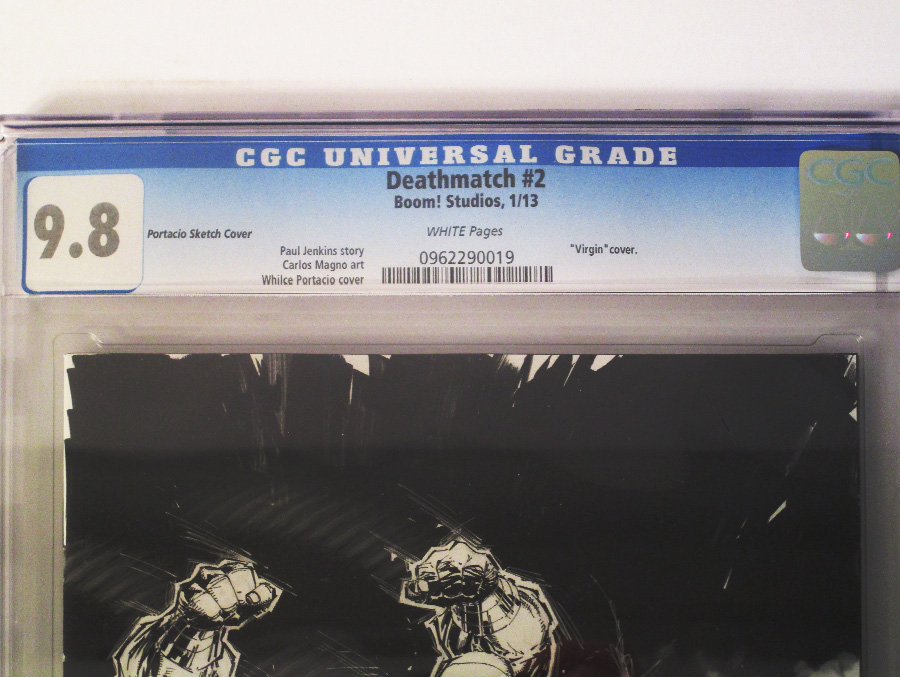 CGC UNIVERSAL GRADE
Deathmatch #2
Boom! Studios, 1/13
9.8
Portacio Sketch Cover
WHITE Pages
Paul Jenkins story
Carlos Magno art
Whilce Portacio cover
0962290019
"Virgin" cover.
CGC